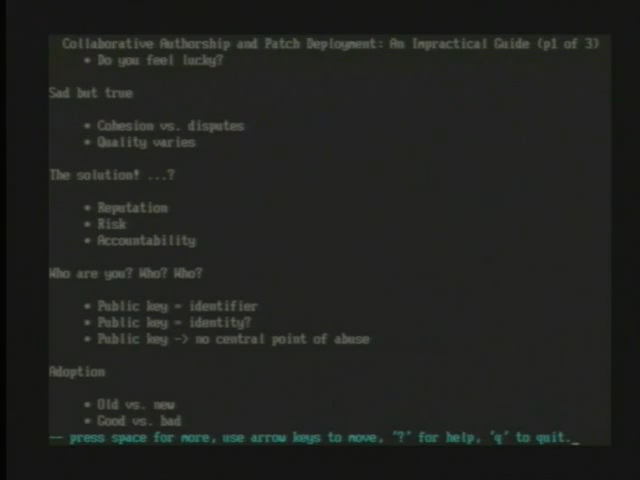 Collaborative Authorship and Patch Deployment: An Impractical Guide (p1 of 3)
* Do you feel lucky?
Sad but true
* Cohesion vs. disputes
* Quality varies
The solution! ...?
* Reputation
* Risk
* Accountability
Who are you? Who? Who?
* Public key = identifier
* Public key = identity?
* Public key -> no central point of abuse
Adoption
* Old vs. new
* Good vs. bad
-- press space for more, use arrow keys to move, '?' for help, 'q' to quit._